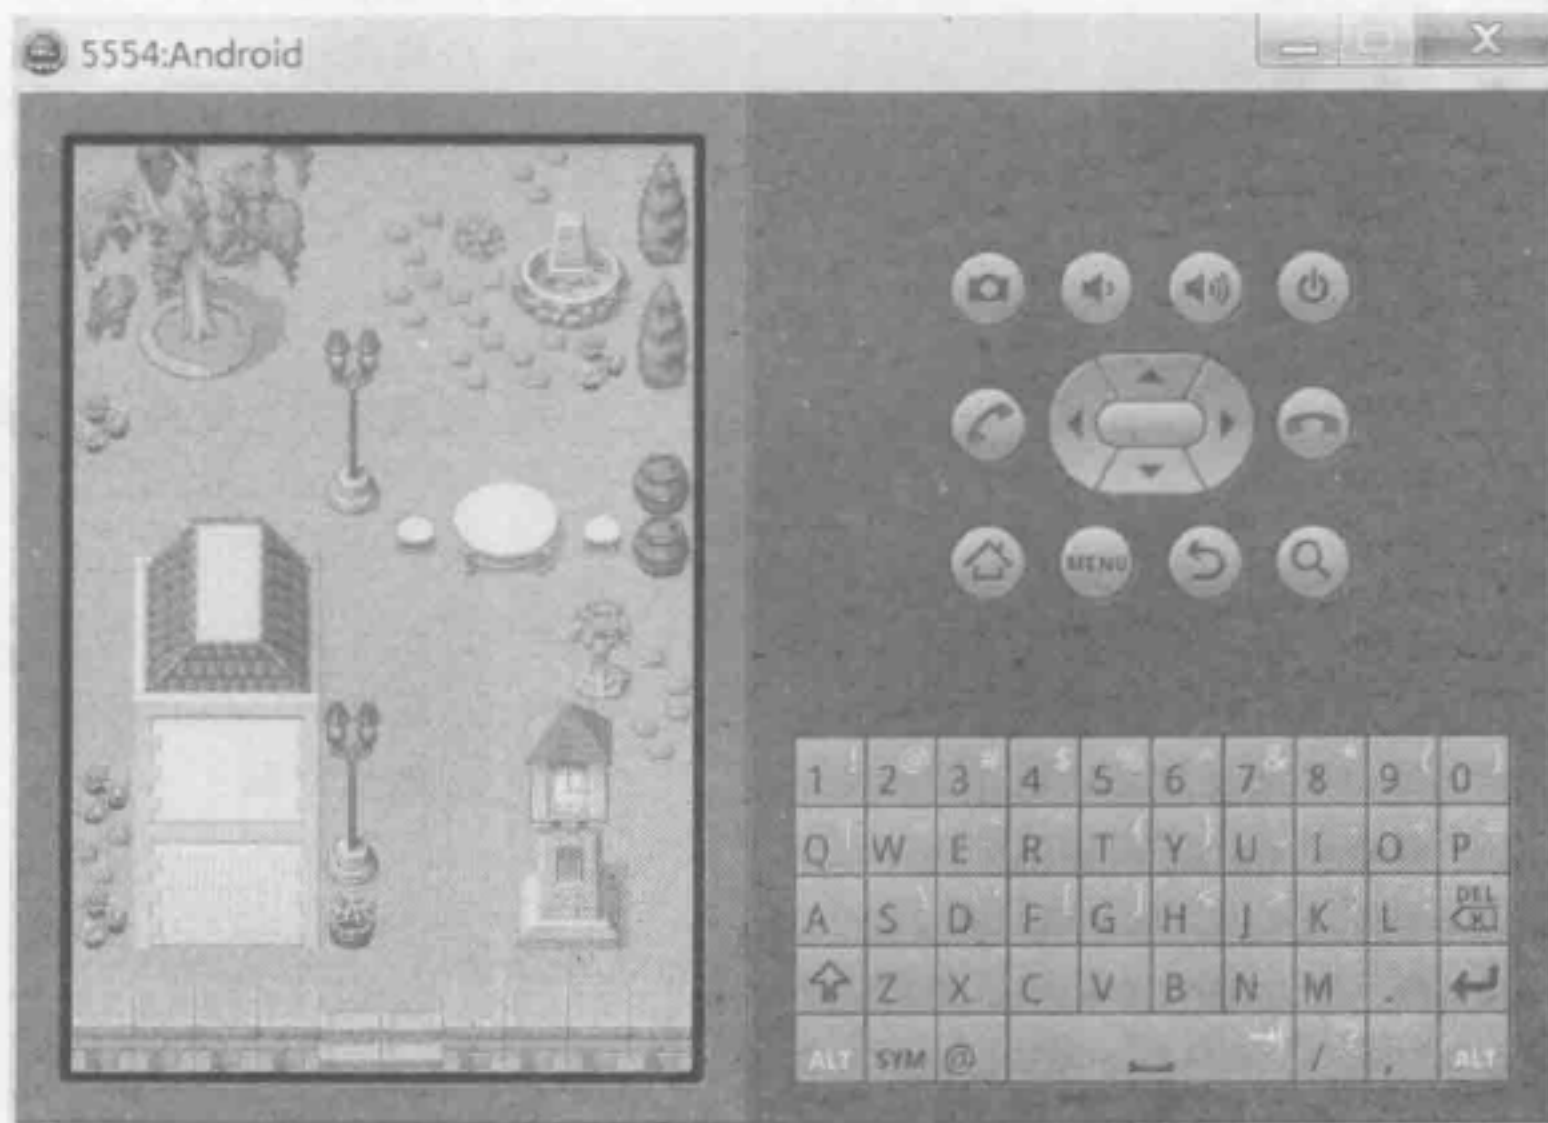 5554:Android
MENU
1 ! 2 @ 3 # 4 $ 5 % 6 ^ 7 & 8 * 9 ( 0 )
Q W E R T Y U I O P
A S D F G H J K L DEL
Z X C V B N M .
ALT SYM @ / ? , ALT